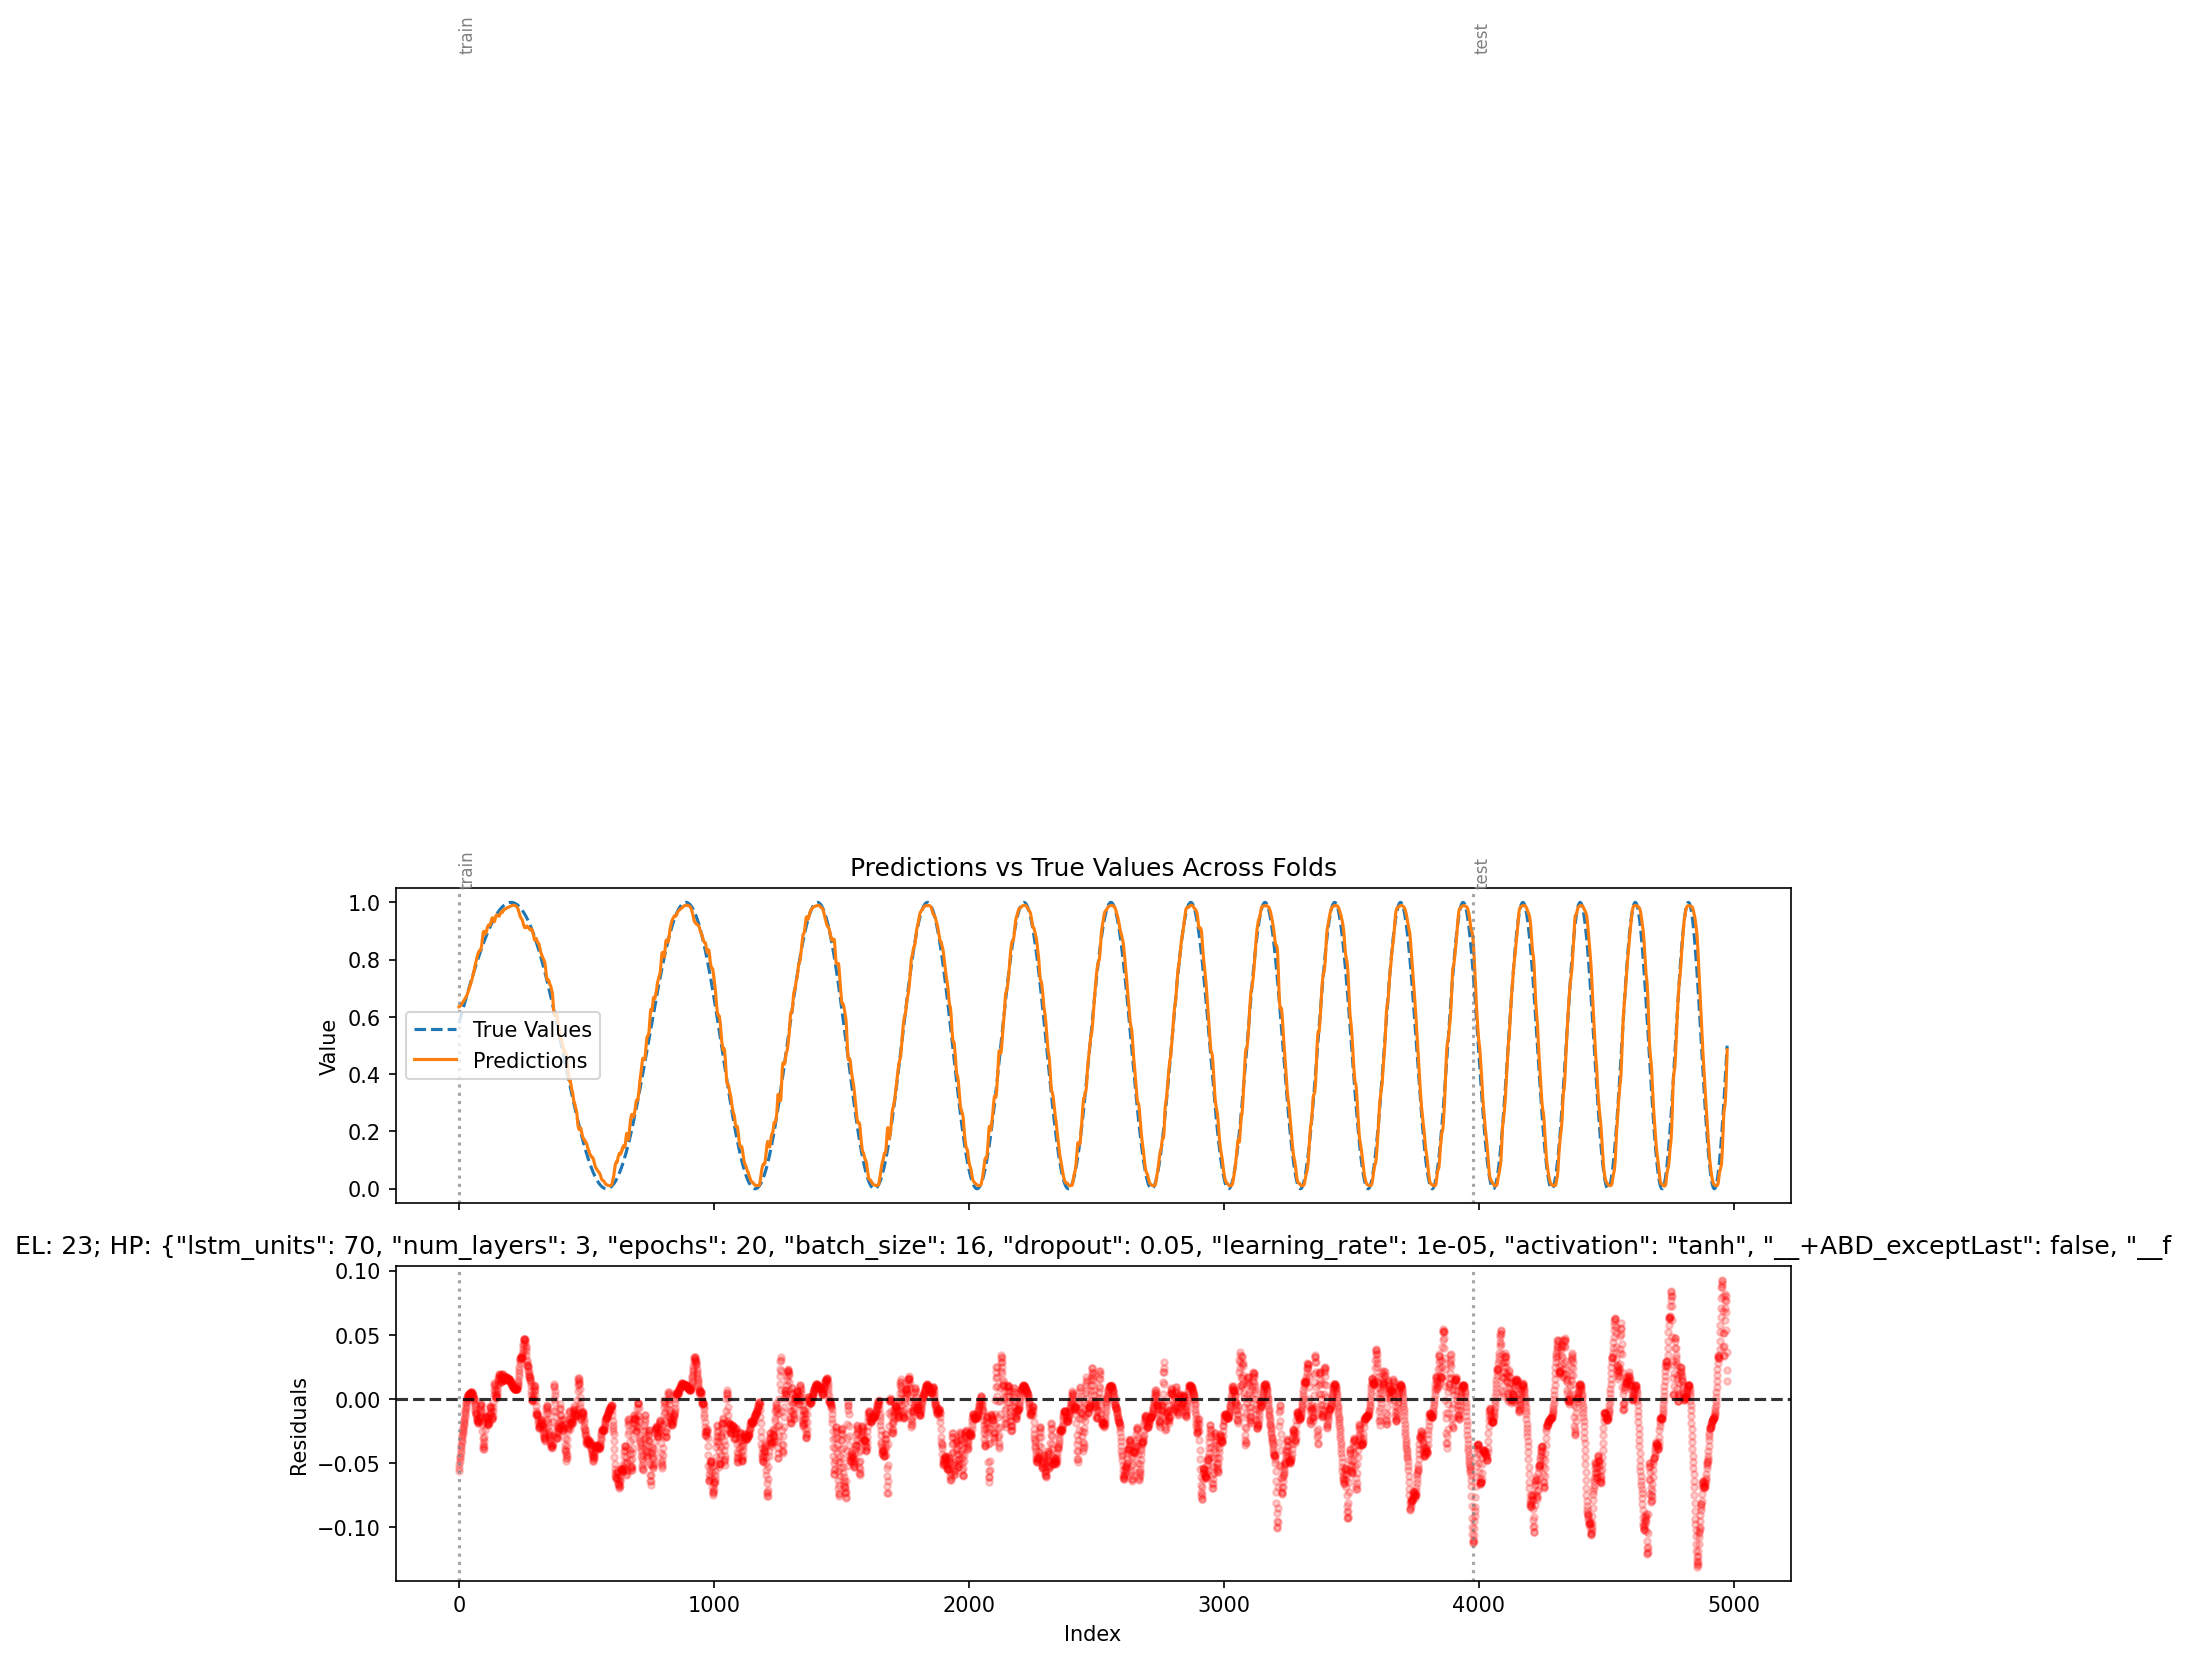 train
test
Predictions vs True Values Across Folds
train
test
1.0
0.8
0.6
0.4
0.2
0.0
Value
True Values
Predictions
EL: 23; HP: {"lstm_units": 70, "num_layers": 3, "epochs": 20, "batch_size": 16, "dropout": 0.05, "learning_rate": 1e-05, "activation": "tanh", "__+ABD_exceptLast": false, "__f
0.10
0.05
0.00
−0.05
−0.10
Residuals
0
1000
2000
3000
4000
5000
Index